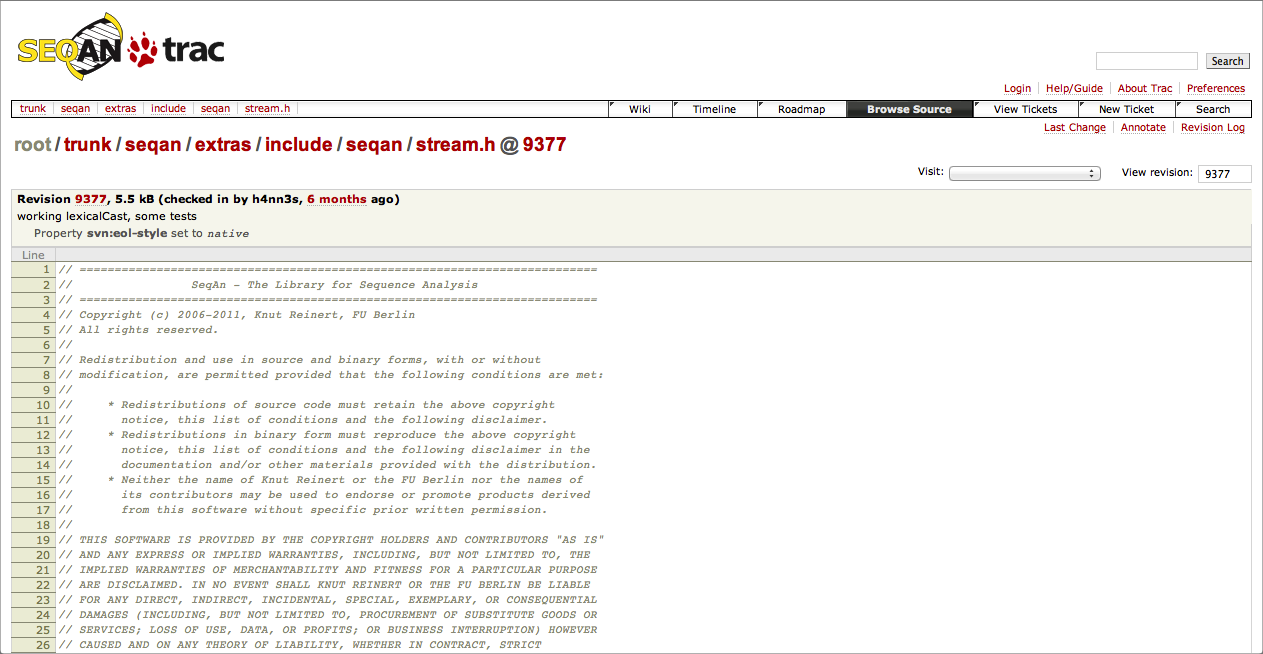 SEQAN trac
Search
Login Help/Guide About Trac Preferences
trunk seqan extras include seqan stream.h Wiki Timeline Roadmap Browse Source View Tickets New Ticket Search
Last Change Annotate Revision Log
root / trunk / seqan / extras / include / seqan / stream.h @ 9377
Visit: View revision: 9377
Revision 9377, 5.5 kB (checked in by h4nn3s, 6 months ago)
working lexicalCast, some tests
Property svn:eol-style set to native
Line
1 // ==========================================================================
2 // SeqAn - The Library for Sequence Analysis
3 // ==========================================================================
4 // Copyright (c) 2006-2011, Knut Reinert, FU Berlin
5 // All rights reserved.
6 //
7 // Redistribution and use in source and binary forms, with or without
8 // modification, are permitted provided that the following conditions are met:
9 //
10 // * Redistributions of source code must retain the above copyright
11 // notice, this list of conditions and the following disclaimer.
12 // * Redistributions in binary form must reproduce the above copyright
13 // notice, this list of conditions and the following disclaimer in the
14 // documentation and/or other materials provided with the distribution.
15 // * Neither the name of Knut Reinert or the FU Berlin nor the names of
16 // its contributors may be used to endorse or promote products derived
17 // from this software without specific prior written permission.
18 //
19 // THIS SOFTWARE IS PROVIDED BY THE COPYRIGHT HOLDERS AND CONTRIBUTORS "AS IS"
20 // AND ANY EXPRESS OR IMPLIED WARRANTIES, INCLUDING, BUT NOT LIMITED TO, THE
21 // IMPLIED WARRANTIES OF MERCHANTABILITY AND FITNESS FOR A PARTICULAR PURPOSE
22 // ARE DISCLAIMED. IN NO EVENT SHALL KNUT REINERT OR THE FU BERLIN BE LIABLE
23 // FOR ANY DIRECT, INDIRECT, INCIDENTAL, SPECIAL, EXEMPLARY, OR CONSEQUENTIAL
24 // DAMAGES (INCLUDING, BUT NOT LIMITED TO, PROCUREMENT OF SUBSTITUTE GOODS OR
25 // SERVICES; LOSS OF USE, DATA, OR PROFITS; OR BUSINESS INTERRUPTION) HOWEVER
26 // CAUSED AND ON ANY THEORY OF LIABILITY, WHETHER IN CONTRACT, STRICT